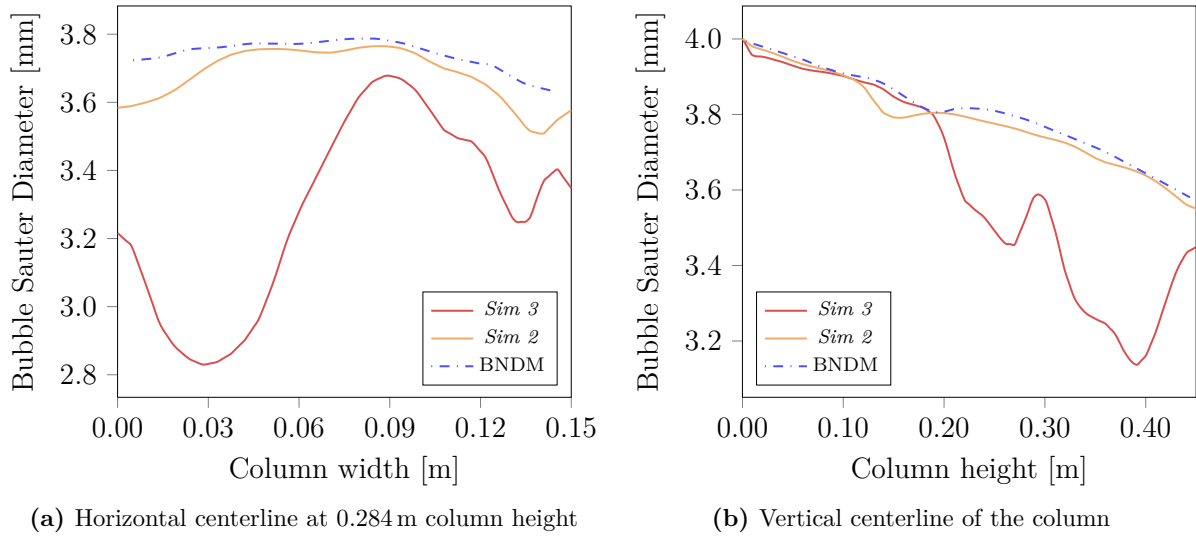 Bubble Sauter Diameter [mm]
3.8
3.6
3.4
3.2
3.0
2.8
0.00 0.03 0.06 0.09 0.12 0.15
Column width [m]
Sim 3
Sim 2
BNDM
(a) Horizontal centerline at 0.284 m column height
Bubble Sauter Diameter [mm]
4.0
3.8
3.6
3.4
3.2
0.00 0.10 0.20 0.30 0.40
Column height [m]
Sim 3
Sim 2
BNDM
(b) Vertical centerline of the column